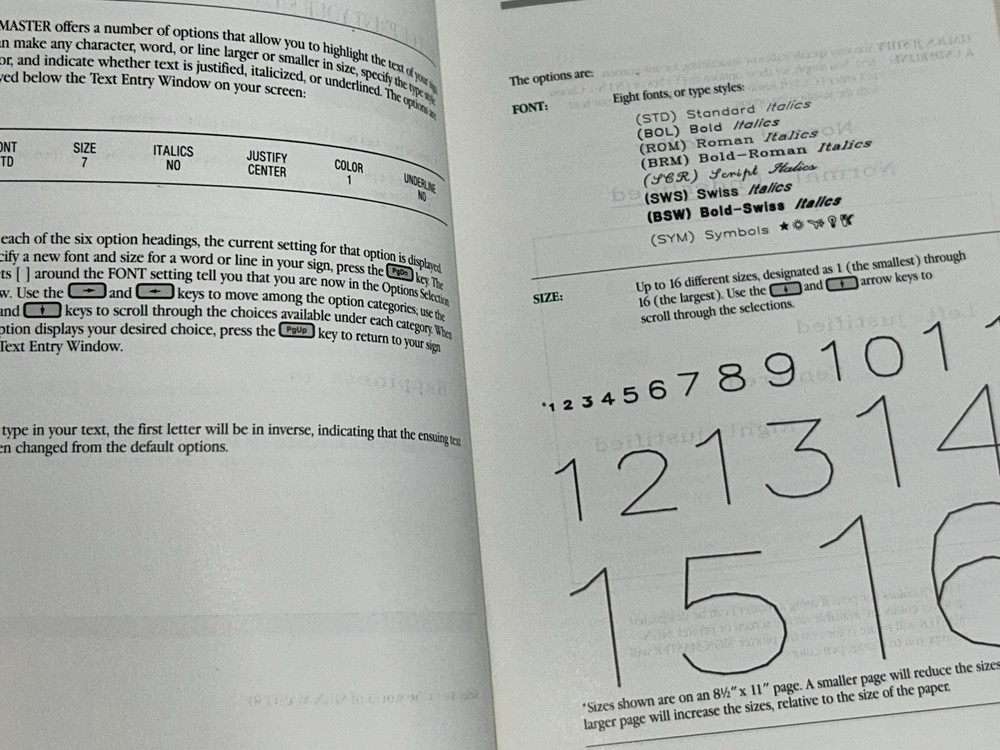 MASTER offers a number of options that allow you to highlight the text of your sign
make any character, word, or line larger or smaller in size, specify the type style
or, and indicate whether text is justified, italicized, or underlined. The options are
below the Text Entry Window on your screen:
SIZE ITALICS JUSTIFY COLOR UNDERLINE
TD 7 NO CENTER 1 NO
each of the six option headings, the current setting for that option is displayed
a new font and size for a word or line in your sign, press the PgDn key. The
[ ] around the FONT setting tell you that you are now in the Options Selection
w. Use the → and ← keys to move among the option categories; use the
and ↑ keys to scroll through the choices available under each category. When
option displays your desired choice, press the PgUp key to return to your sign
Text Entry Window.
type in your text, the first letter will be in inverse, indicating that the ensuing text
en changed from the default options.
The options are:
FONT: Eight fonts, or type styles:
(STD) Standard Italics
(BOL) Bold Italics
(ROM) Roman Italics
(BRM) Bold-Roman Italics
(SCR) Script Italics
(SWS) Swiss Italics
(BSW) Bold-Swiss Italics
(SYM) Symbols
SIZE: Up to 16 different sizes, designated as 1 (the smallest) through
16 (the largest). Use the ↓ and ↑ arrow keys to
scroll through the selections.
*1 2 3 4 5 6 7 8 9 10 1 1
12 13 14
15 16
*Sizes shown are on an 8½" x 11" page. A smaller page will reduce the sizes
larger page will increase the sizes, relative to the size of the paper.